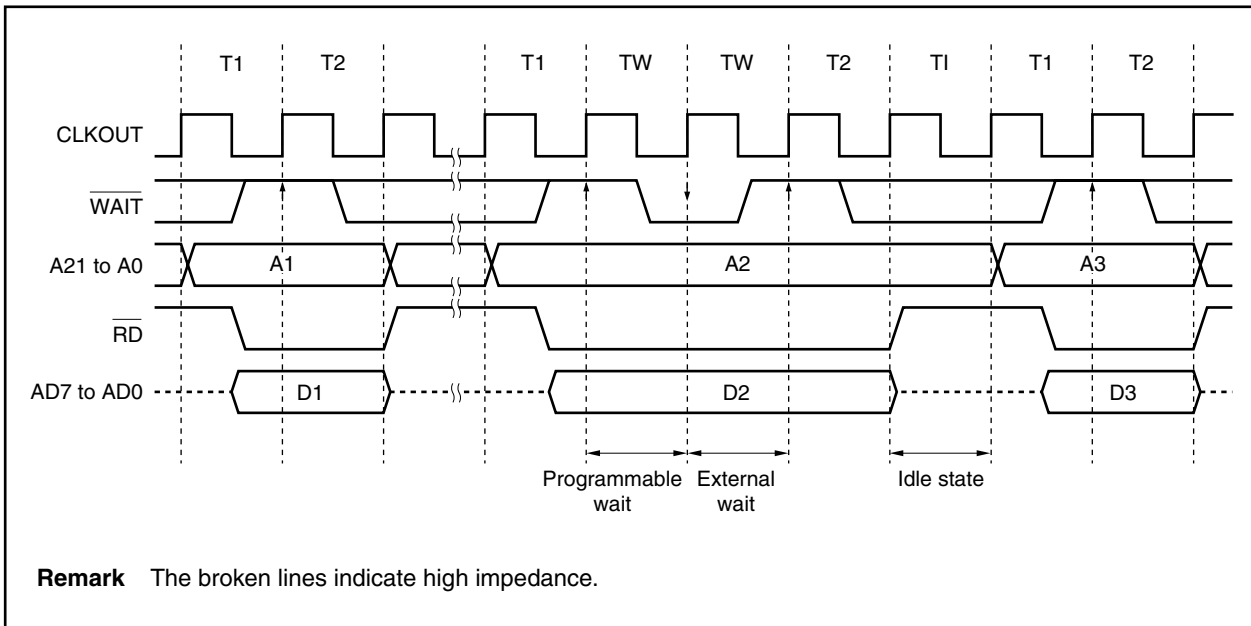 T1 T2 T1 TW TW T2 TI T1 T2
CLKOUT
WAIT
A21 to A0 A1 A2 A3
RD
AD7 to AD0 D1 D2 D3
Programmable wait
External wait
Idle state
Remark The broken lines indicate high impedance.